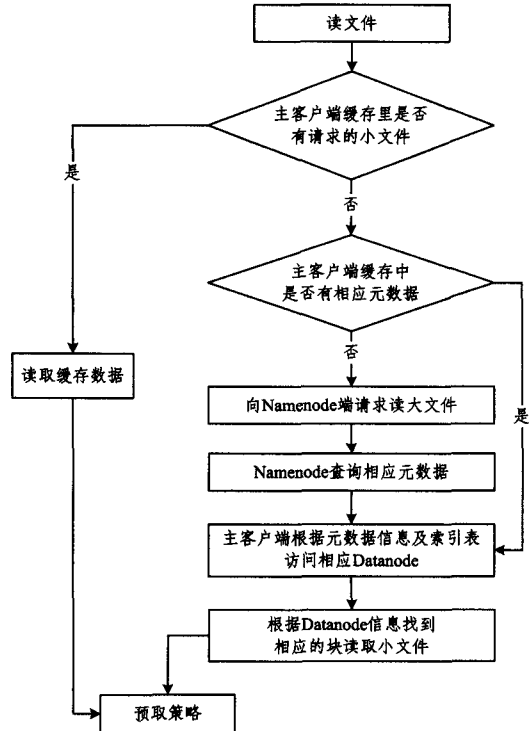 读文件
主客户端缓存里是否
有请求的小文件
是
否
主客户端缓存中
是否有相应元数据
否
是
读取缓存数据
向Namenode端请求读大文件
Namenode查询相应元数据
主客户端根据元数据信息及索引表
访问相应Datanode
根据Datanode信息找到
相应的块读取小文件
预取策略